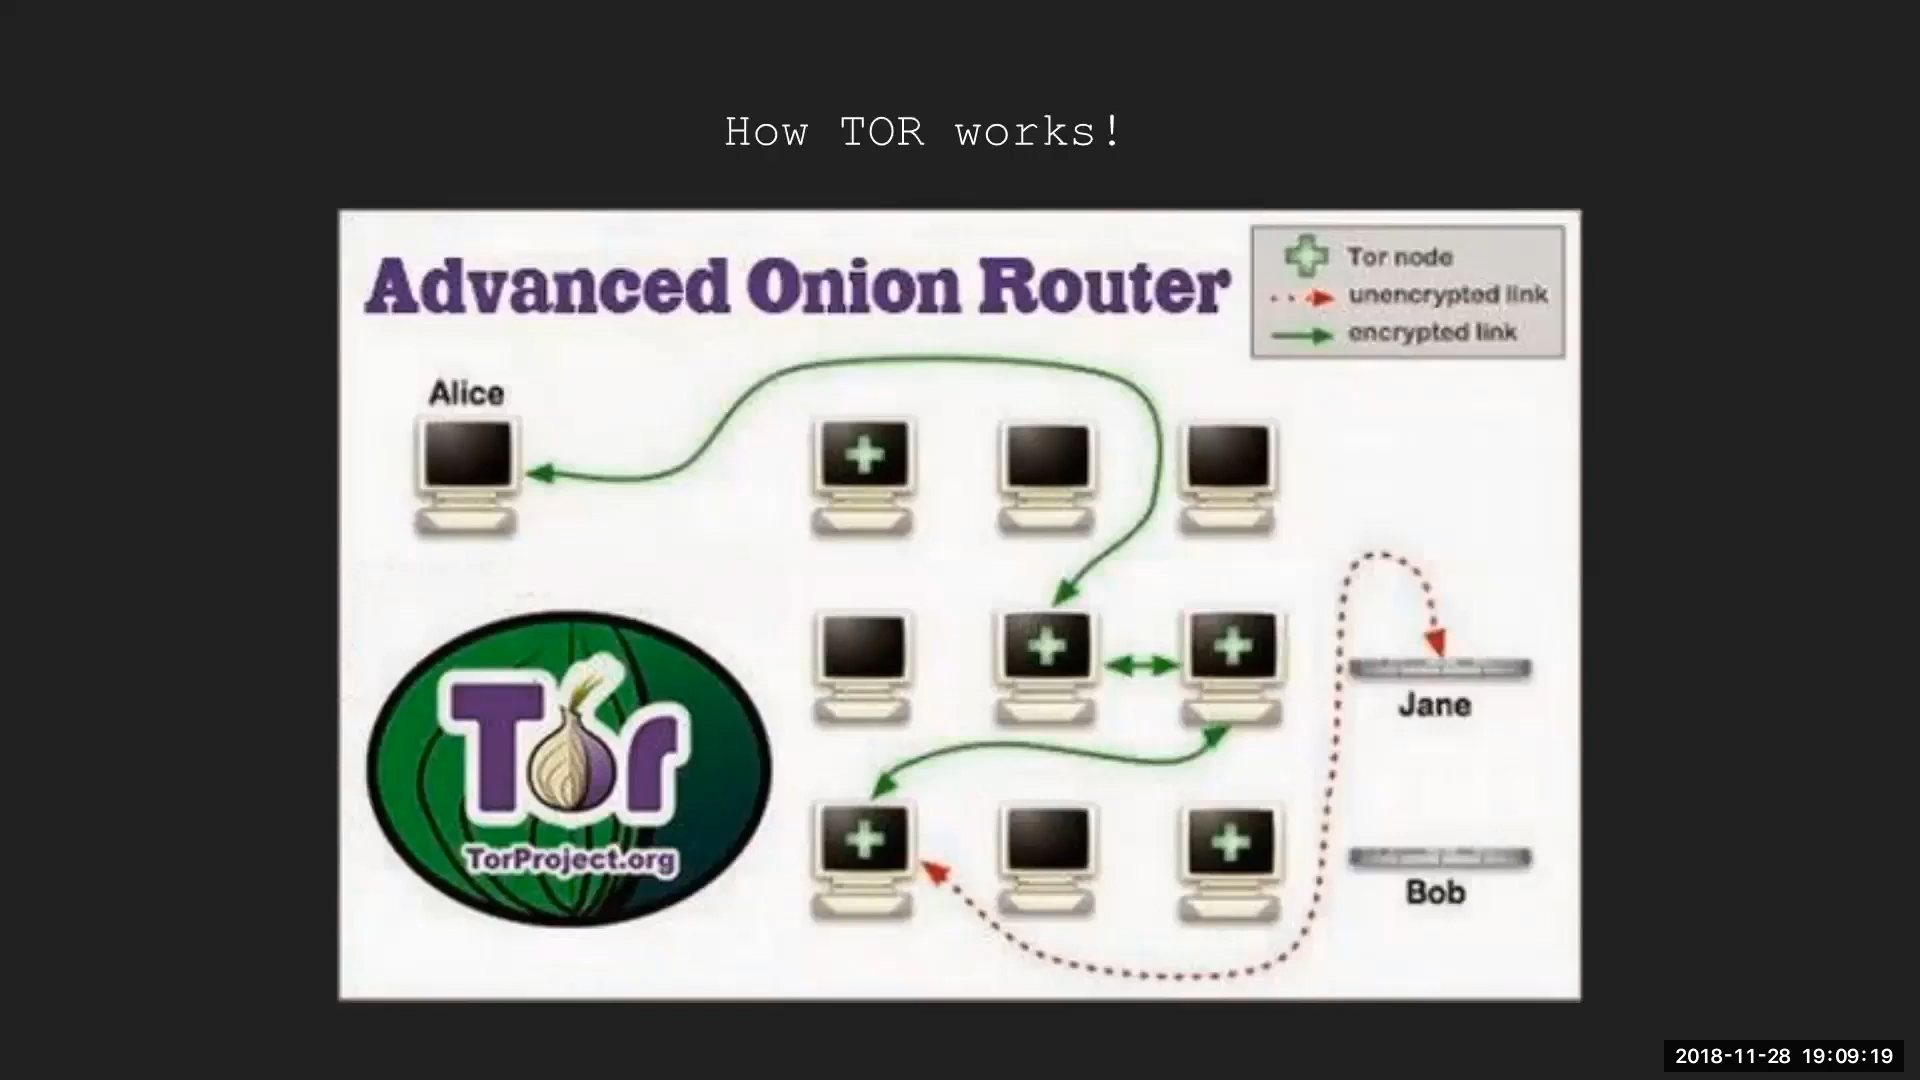 How TOR works!
Advanced Onion Router
Tor node
unencrypted link
encrypted link
Alice
Tor
TorProject.org
Jane
Bob
2018-11-28 19:09:19